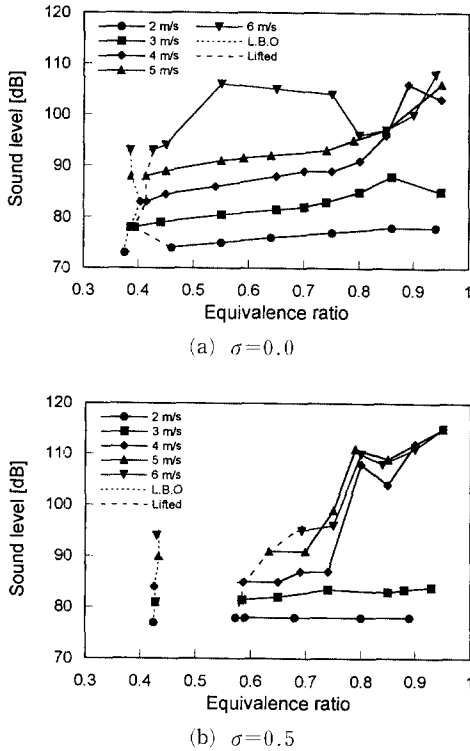 120
110
100
90
80
70
Sound level [dB]
2 m/s
3 m/s
4 m/s
5 m/s
6 m/s
L.B.O
Lifted
0.3 0.4 0.5 0.6 0.7 0.8 0.9 1
Equivalence ratio
(a) σ=0.0
120
110
100
90
80
70
60
Sound level [dB]
2 m/s
3 m/s
4 m/s
5 m/s
6 m/s
L.B.O
Lifted
0.3 0.4 0.5 0.6 0.7 0.8 0.9 1
Equivalence ratio
(b) σ=0.5